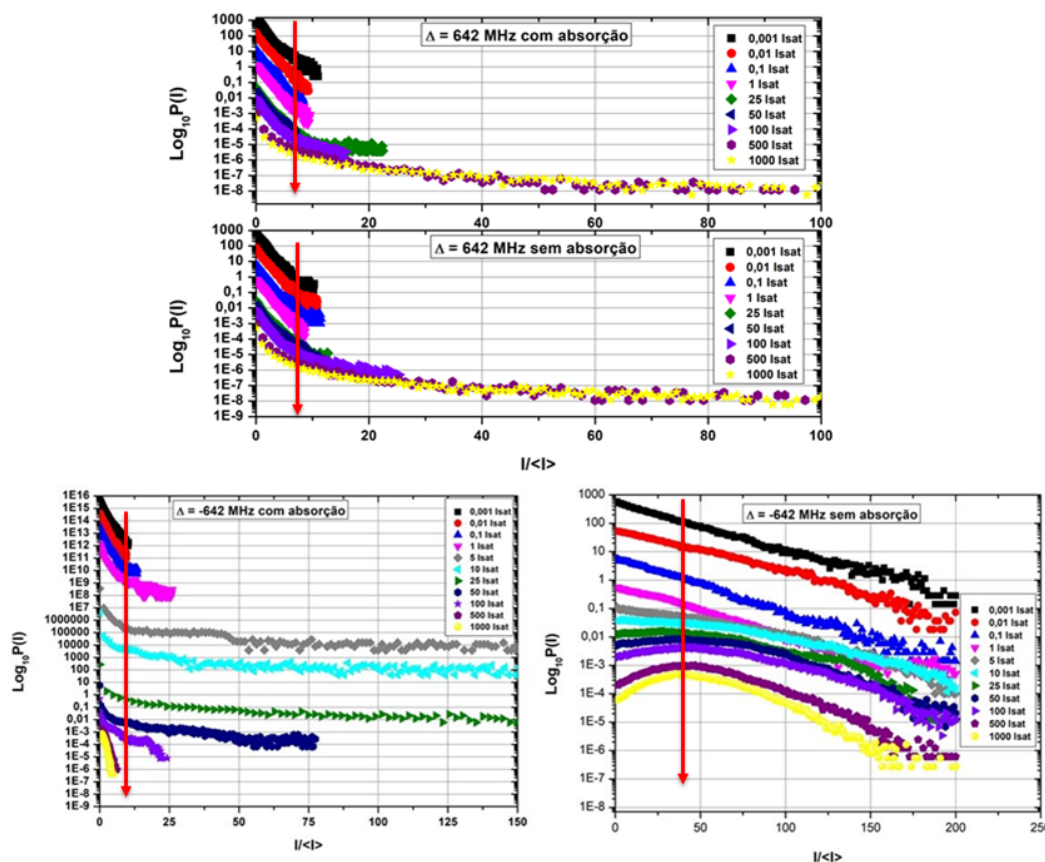 Δ = 642 MHz com absorção
Log10P(I)
1000
100
10
1
0,1
0,01
1E-3
1E-4
1E-5
1E-6
1E-7
1E-8
0,001 Isat
0,01 Isat
0,1 Isat
1 Isat
25 Isat
50 Isat
100 Isat
500 Isat
1000 Isat
0 20 40 60 80 100
Δ = 642 MHz sem absorção
Log10P(I)
1000
100
10
1
0,1
0,01
1E-3
1E-4
1E-5
1E-6
1E-7
1E-8
1E-9
0,001 Isat
0,01 Isat
0,1 Isat
1 Isat
25 Isat
50 Isat
100 Isat
500 Isat
1000 Isat
0 20 40 60 80 100
I/<I>
Δ = -642 MHz com absorção
Log10P(I)
1E16
1E15
1E14
1E13
1E12
1E11
1E10
1E9
1E8
1E7
1000000
100000
10000
1000
100
10
1
0,1
0,01
1E-3
1E-4
1E-5
1E-6
1E-7
1E-8
1E-9
0,001 Isat
0,01 Isat
0,1 Isat
1 Isat
5 Isat
10 Isat
25 Isat
50 Isat
100 Isat
500 Isat
1000 Isat
0 25 50 75 100 125 150
I/<I>
Δ = -642 MHz sem absorção
Log10P(I)
1000
100
10
1
0,1
0,01
1E-3
1E-4
1E-5
1E-6
1E-7
1E-8
0,001 Isat
0,01 Isat
0,1 Isat
1 Isat
5 Isat
10 Isat
25 Isat
50 Isat
100 Isat
500 Isat
1000 Isat
0 50 100 150 200 250
I/<I>